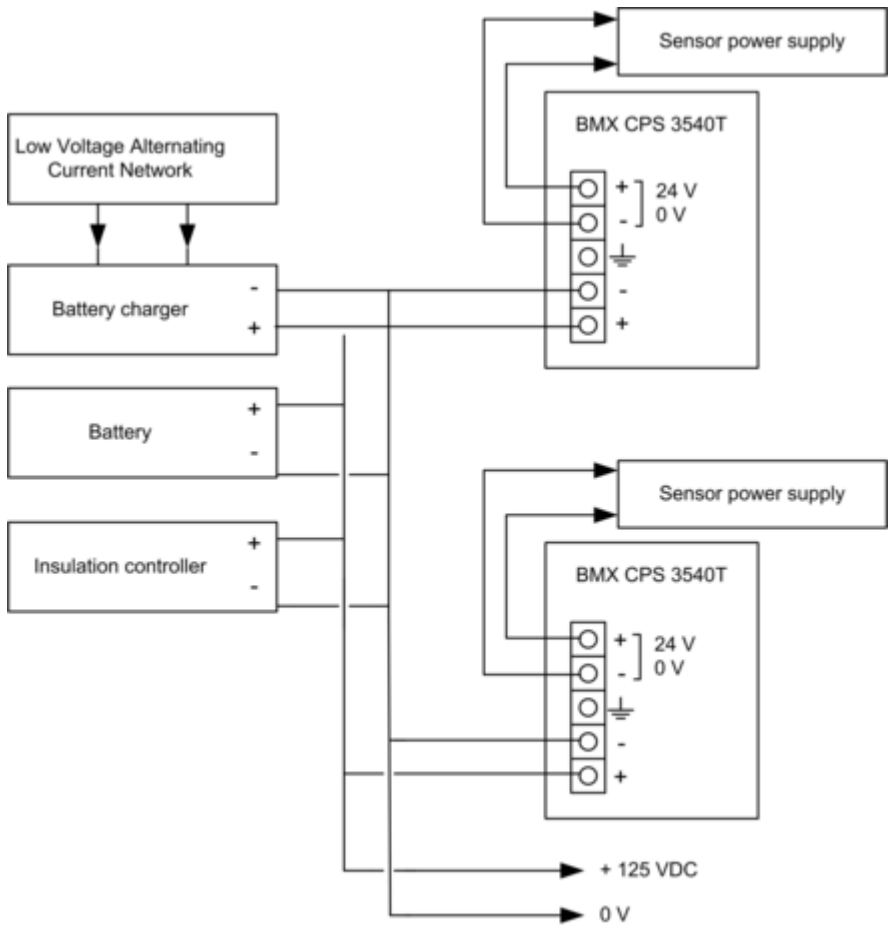 Sensor power supply
BMX CPS 3540T
Low Voltage Alternating
Current Network
+ 24 V
- 0 V
Battery charger
-
+
-
+
Battery
+
-
Sensor power supply
Insulation controller
+
-
BMX CPS 3540T
+ 24 V
- 0 V
-
+
+ 125 VDC
0 V